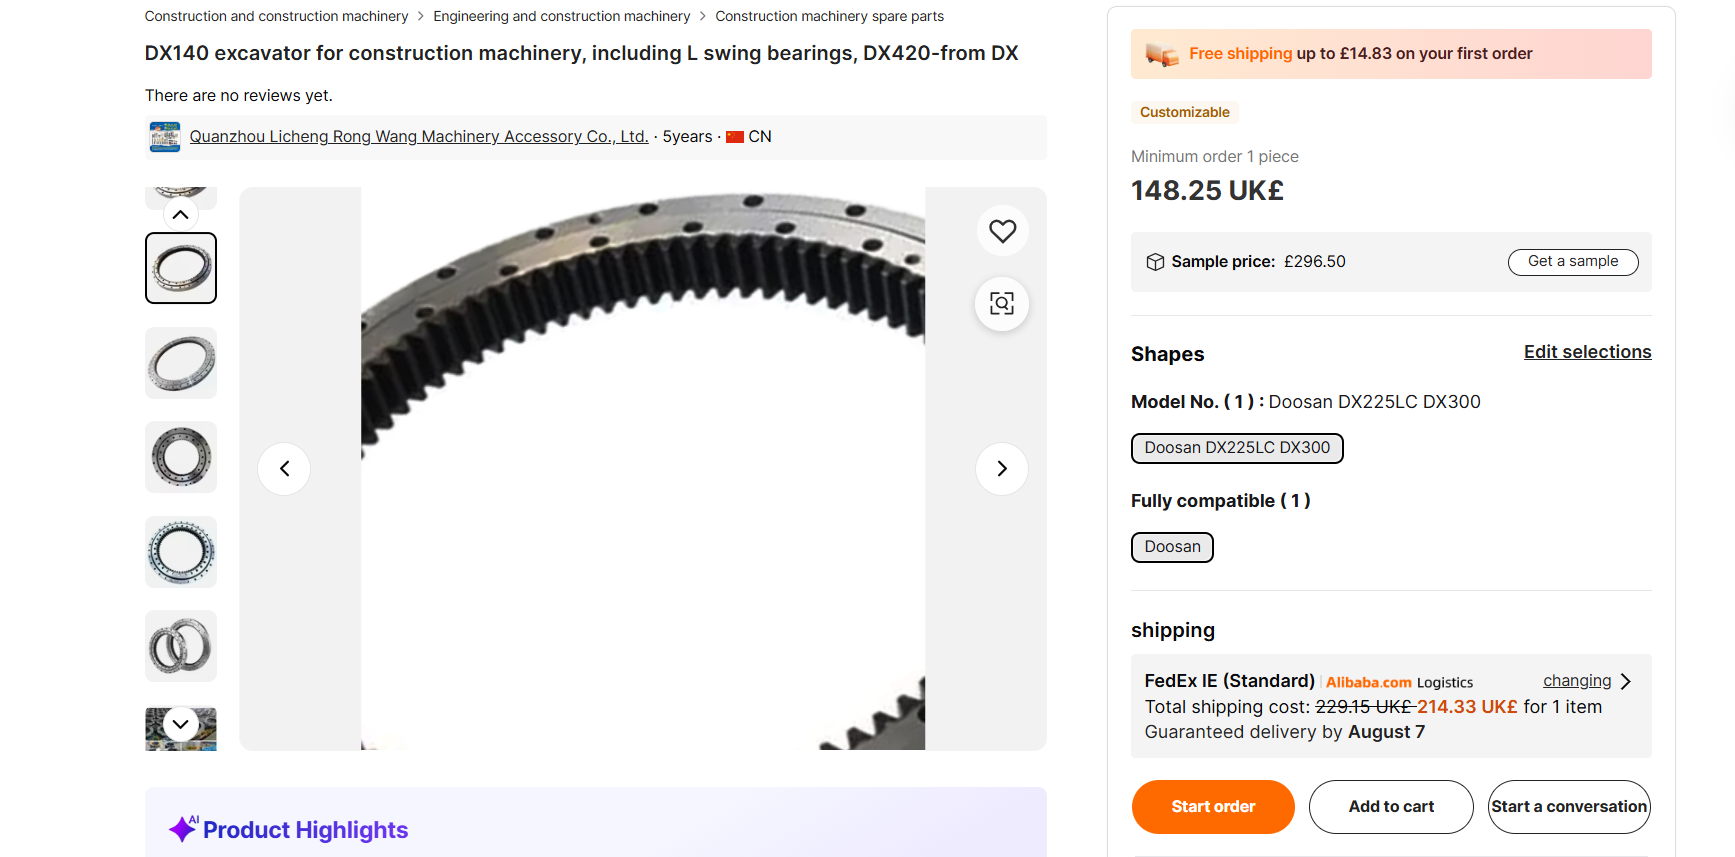 Construction and construction machinery > Engineering and construction machinery > Construction machinery spare parts
DX140 excavator for construction machinery, including L swing bearings, DX420-from DX
There are no reviews yet.
Quanzhou Licheng Rong Wang Machinery Accessory Co., Ltd. · 5years · CN
AI Product Highlights
Free shipping up to £14.83 on your first order
Customizable
Minimum order 1 piece
148.25 UK£
Sample price: £296.50
Get a sample
Shapes
Edit selections
Model No. ( 1 ) : Doosan DX225LC DX300
Doosan DX225LC DX300
Fully compatible ( 1 )
Doosan
shipping
FedEx IE (Standard) | Alibaba.com Logistics
changing
Total shipping cost: 229.15 UK£ 214.33 UK£ for 1 item
Guaranteed delivery by August 7
Start order
Add to cart
Start a conversation